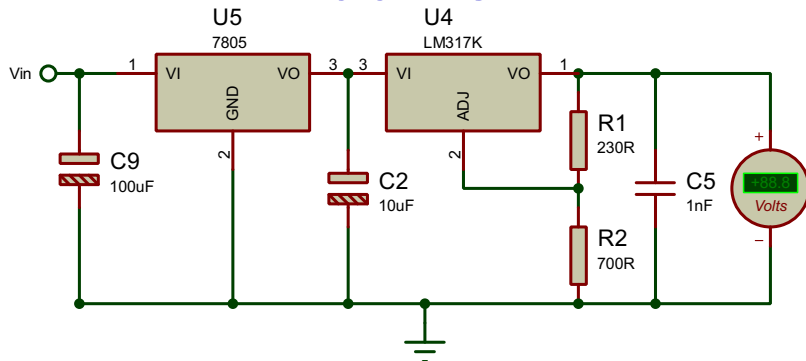 U5
7805
U4
LM317K
Vin
1
VI
VO
3
3
VI
VO
1
GND
2
ADJ
2
C9
100uF
C2
10uF
R1
230R
R2
700R
C5
1nF
+
+88.8
Volts
−